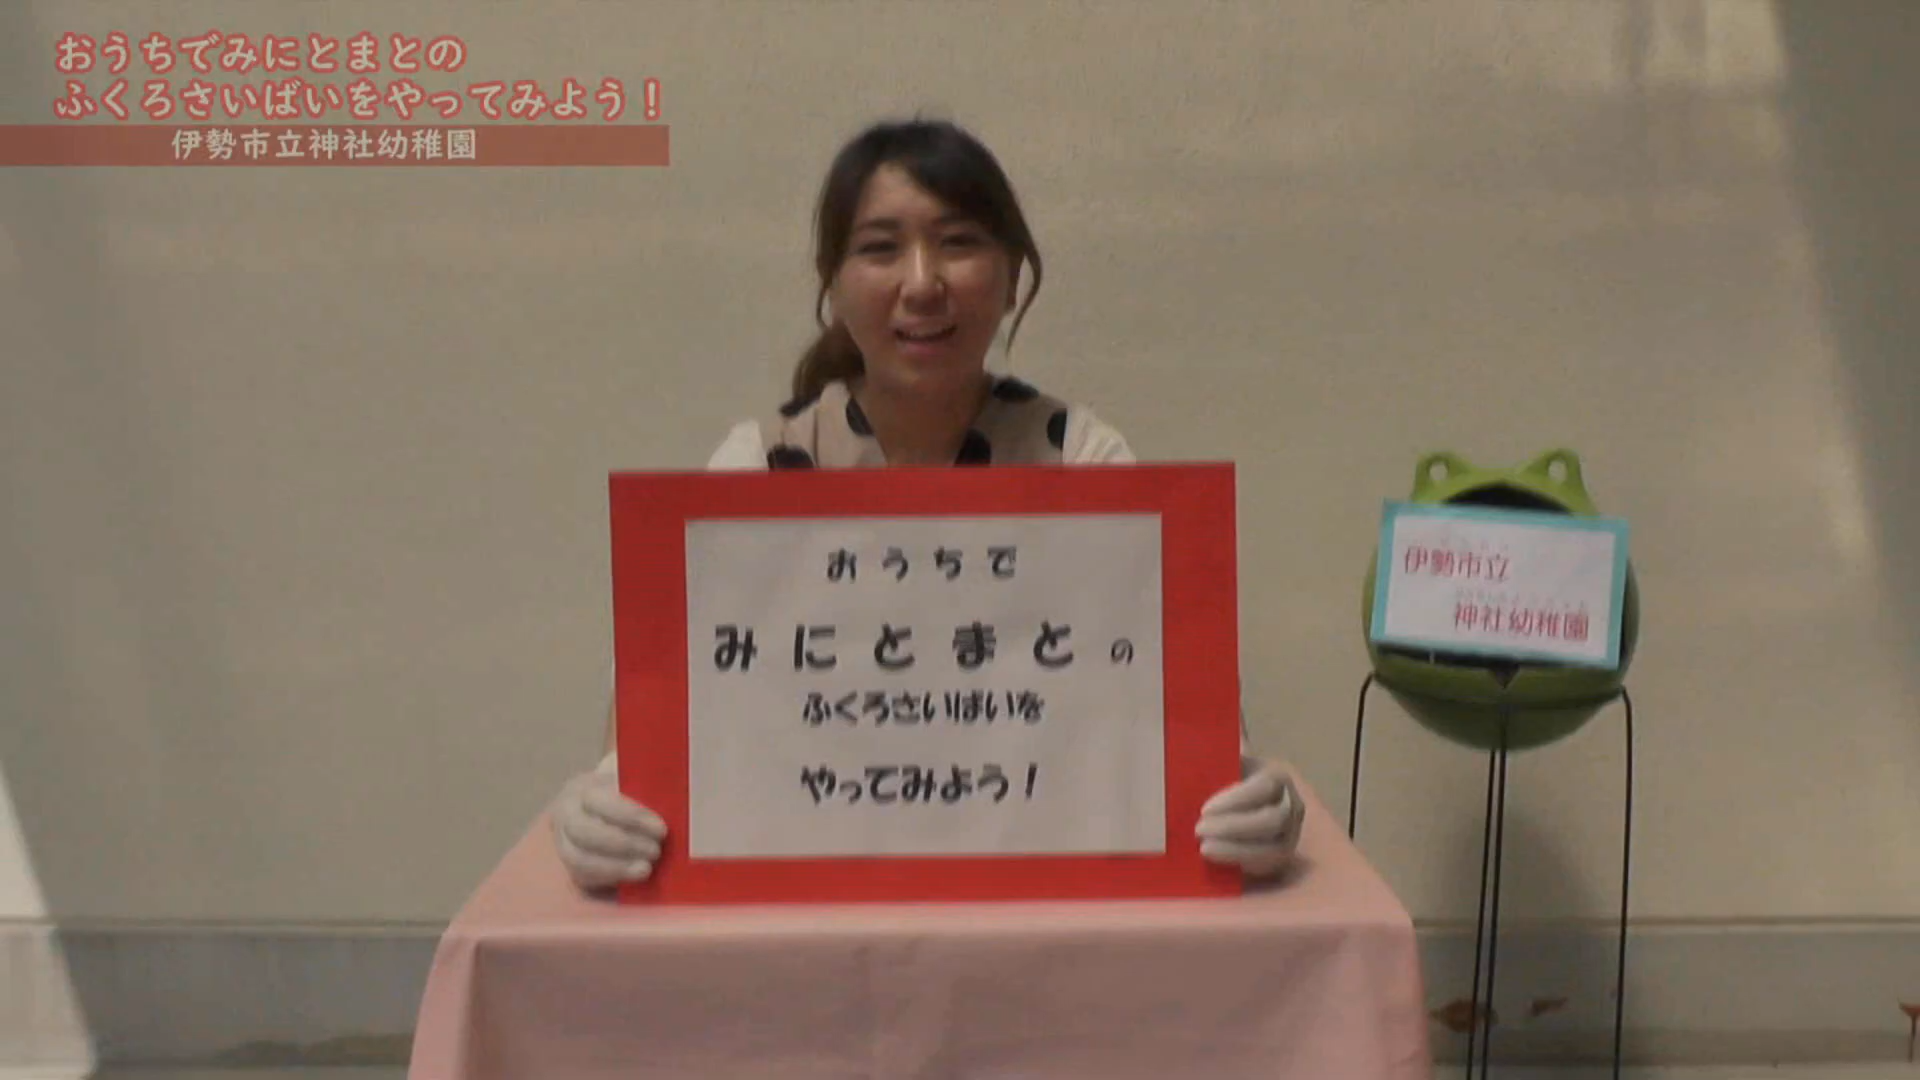 おうちでみにとまとの
ふくろさいばいをやってみよう！
伊勢市立神社幼稚園
おうちで
みにとまとの
ふくろさいばいを
やってみよう！
伊勢市立
神社幼稚園